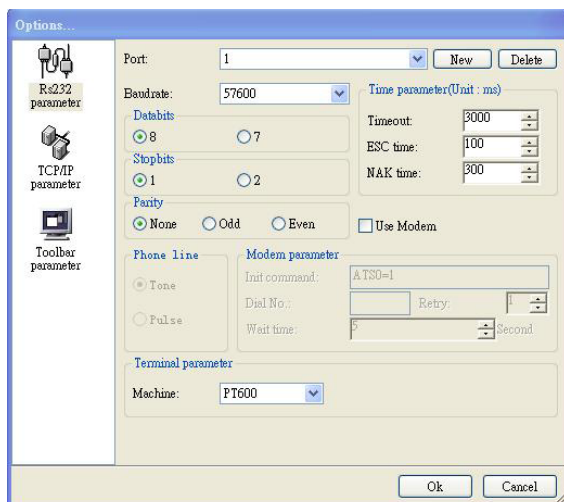 Options...
Rs232
parameter
TCP/IP
parameter
Toolbar
parameter
Port: 1 New Delete
Baudrate: 57600
Databits
8 7
Stopbits
1 2
Parity
None Odd Even
Time parameter(Unit : ms)
Timeout: 3000
ESC time: 100
NAK time: 300
Use Modem
Phone line
Tone
Pulse
Modem parameter
Init command: ATS0=1
Dial No.: Retry: 1
Wait time: 5 Second
Terminal parameter
Machine: PT600
Ok Cancel